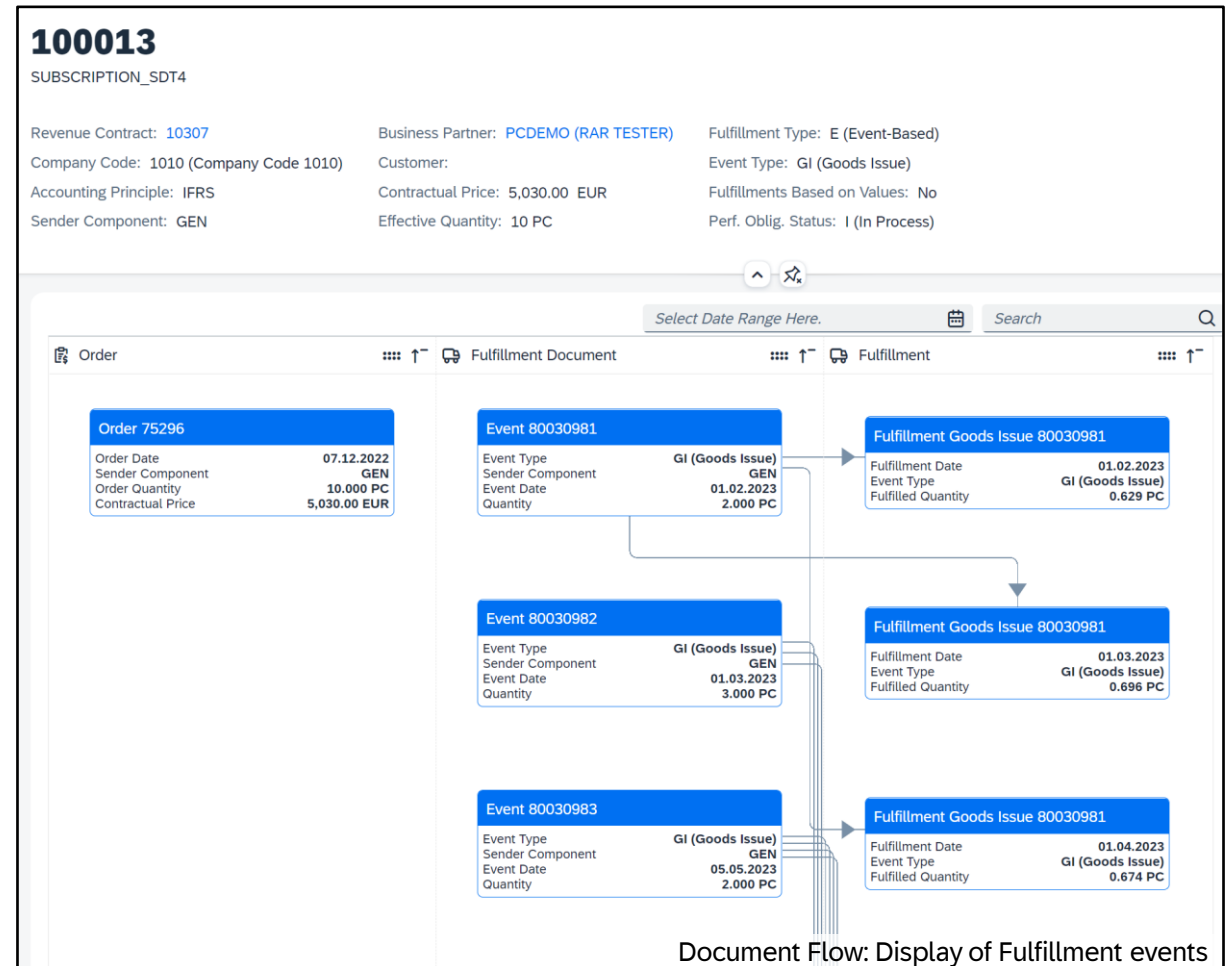 100013
SUBSCRIPTION_SDT4
Revenue Contract: 10307 Business Partner: PCDEMO (RAR TESTER) Fulfillment Type: E (Event-Based)
Company Code: 1010 (Company Code 1010) Customer: Event Type: GI (Goods Issue)
Accounting Principle: IFRS Contractual Price: 5,030.00 EUR Fulfillments Based on Values: No
Sender Component: GEN Effective Quantity: 10 PC Perf. Oblig. Status: I (In Process)
Select Date Range Here. Search
Order Fulfillment Document Fulfillment
Order 75296
Order Date 07.12.2022
Sender Component GEN
Order Quantity 10.000 PC
Contractual Price 5,030.00 EUR
Event 80030981
Event Type GI (Goods Issue)
Sender Component GEN
Event Date 01.02.2023
Quantity 2.000 PC
Fulfillment Goods Issue 80030981
Fulfillment Date 01.02.2023
Event Type GI (Goods Issue)
Fulfilled Quantity 0.629 PC
Event 80030982
Event Type GI (Goods Issue)
Sender Component GEN
Event Date 01.03.2023
Quantity 3.000 PC
Fulfillment Goods Issue 80030981
Fulfillment Date 01.03.2023
Event Type GI (Goods Issue)
Fulfilled Quantity 0.696 PC
Event 80030983
Event Type GI (Goods Issue)
Sender Component GEN
Event Date 05.05.2023
Quantity 2.000 PC
Fulfillment Goods Issue 80030981
Fulfillment Date 01.04.2023
Event Type GI (Goods Issue)
Fulfilled Quantity 0.674 PC
Document Flow: Display of Fulfillment events